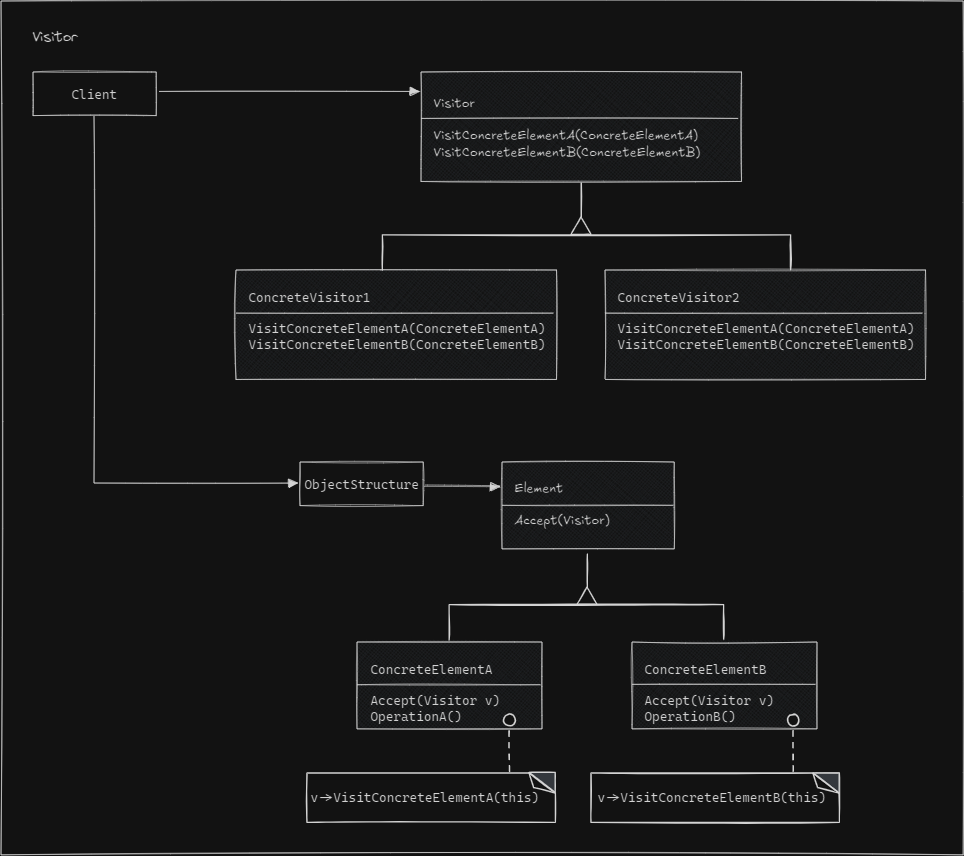 Visitor
Client
Visitor
VisitConcreteElementA(ConcreteElementA)
VisitConcreteElementB(ConcreteElementB)
ConcreteVisitor1
VisitConcreteElementA(ConcreteElementA)
VisitConcreteElementB(ConcreteElementB)
ConcreteVisitor2
VisitConcreteElementA(ConcreteElementA)
VisitConcreteElementB(ConcreteElementB)
ObjectStructure
Element
Accept(Visitor)
ConcreteElementA
Accept(Visitor v)
OperationA()
ConcreteElementB
Accept(Visitor v)
OperationB()
v->VisitConcreteElementA(this)
v->VisitConcreteElementB(this)